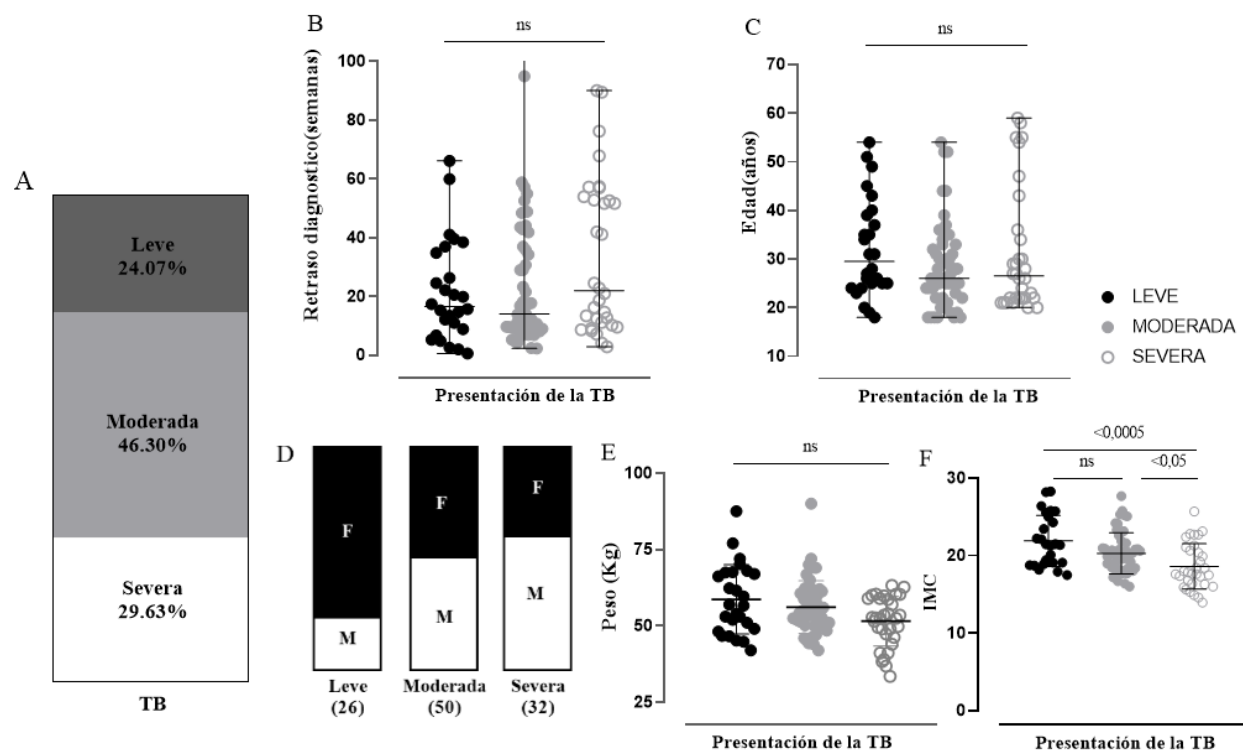 A
Leve
24.07%
Moderada
46.30%
Severa
29.63%
TB
B
ns
Retraso diagnostico(semanas)
100
80
60
40
20
0
Presentación de la TB
C
ns
Edad(años)
70
60
50
40
30
20
10
Presentación de la TB
LEVE
MODERADA
SEVERA
D
F
M
F
M
F
M
Leve
(26)
Moderada
(50)
Severa
(32)
E
ns
Peso (Kg)
100
75
50
25
Presentación de la TB
F
<0,0005
ns
<0,05
IMC
30
20
10
0
Presentación de la TB